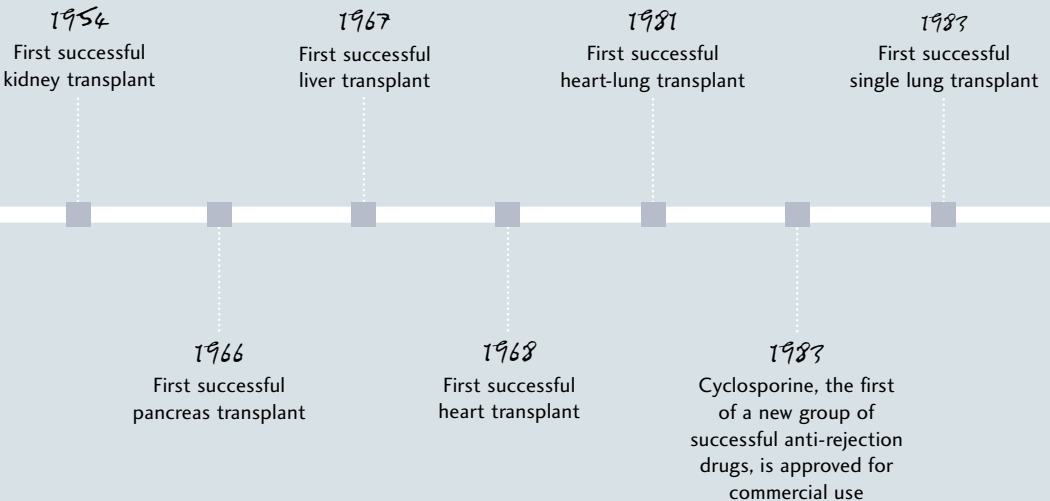 1954
First successful
kidney transplant
1966
First successful
pancreas transplant
1967
First successful
liver transplant
1968
First successful
heart transplant
1981
First successful
heart-lung transplant
1983
Cyclosporine, the first
of a new group of
successful anti-rejection
drugs, is approved for
commercial use
1983
First successful
single lung transplant